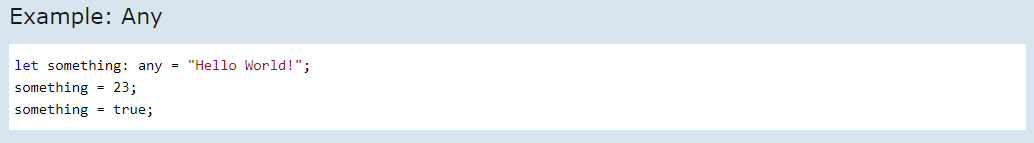 Example: Any
let something: any = "Hello World!";
something = 23;
something = true;